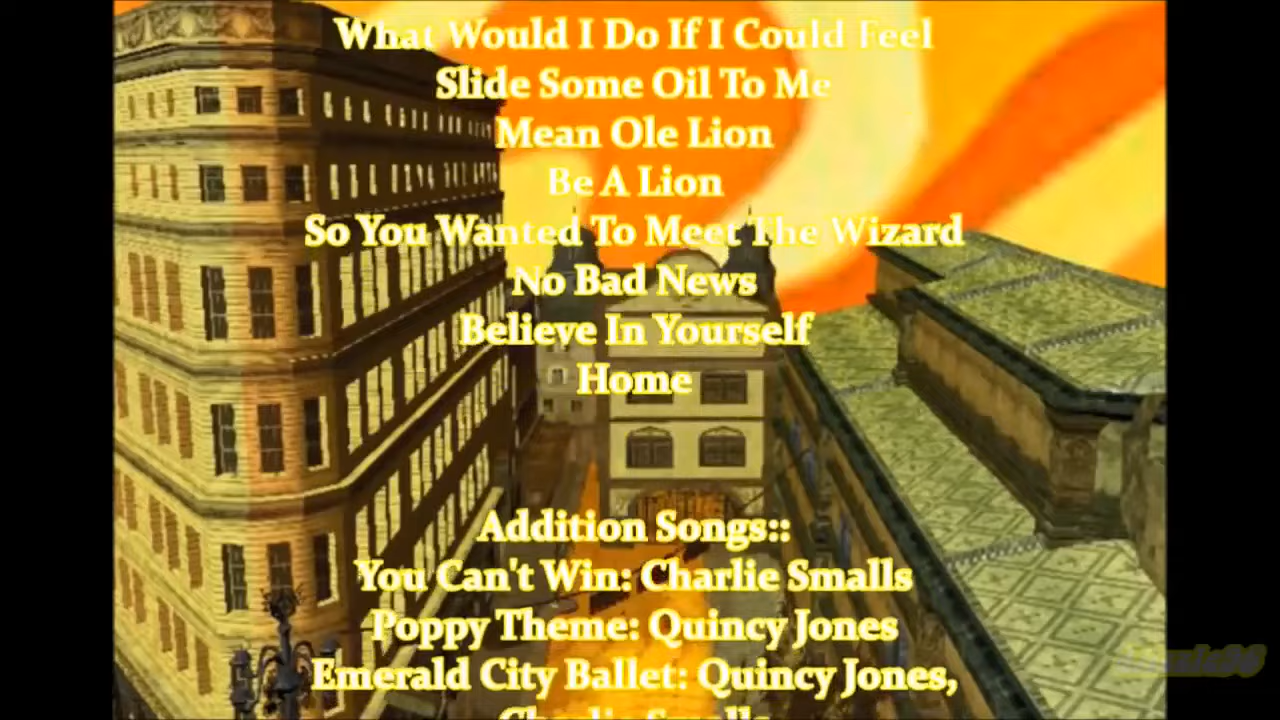 What Would I Do If I Could Feel
Slide Some Oil To Me
Mean Ole Lion
Be A Lion
So You Wanted To Meet The Wizard
No Bad News
Believe In Yourself
Home
Addition Songs::
You Can't Win: Charlie Smalls
Poppy Theme: Quincy Jones
Emerald City Ballet: Quincy Jones,
Charlie Smalls